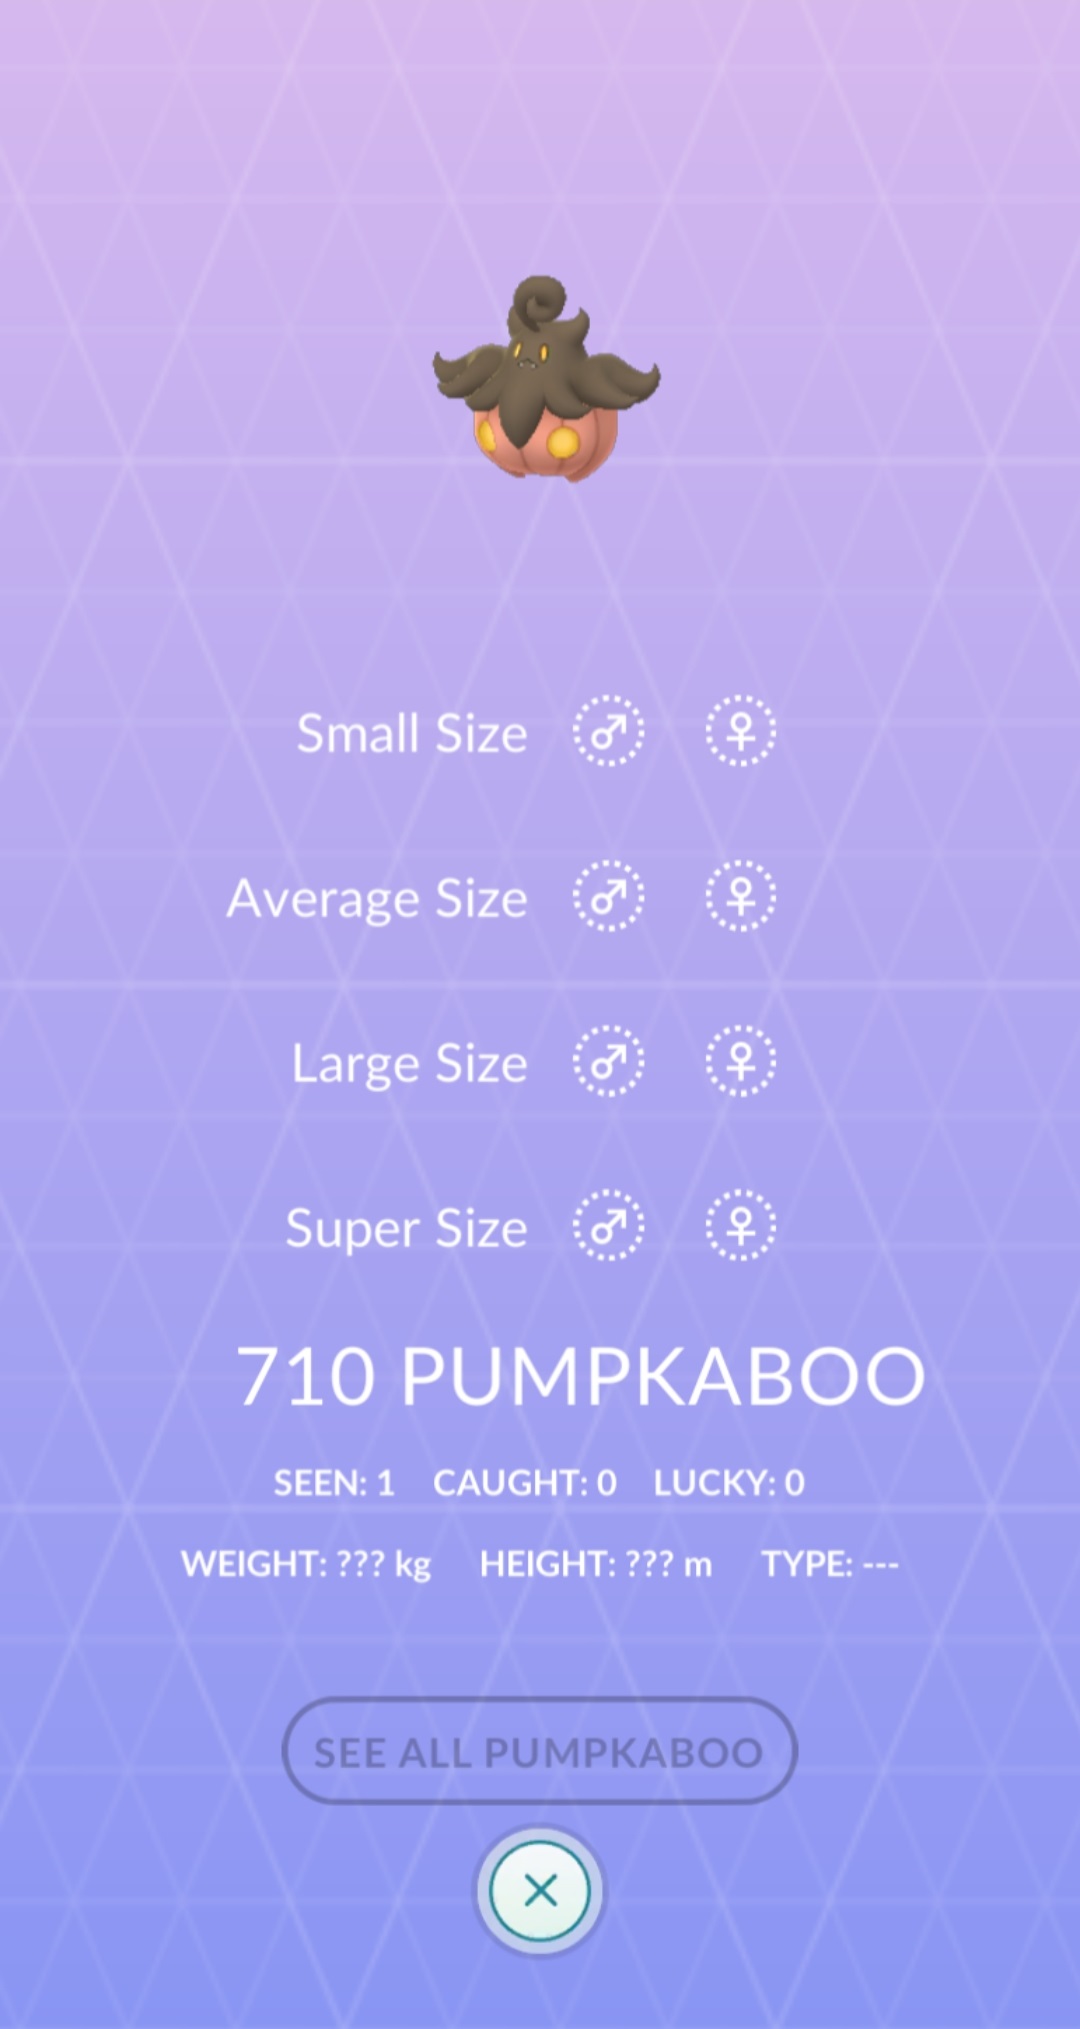 Small Size ♂ ♀
Average Size ♂ ♀
Large Size ♂ ♀
Super Size ♂ ♀
710 PUMPKABOO
SEEN: 1 CAUGHT: 0 LUCKY: 0
WEIGHT: ??? kg HEIGHT: ??? m TYPE: ---
SEE ALL PUMPKABOO